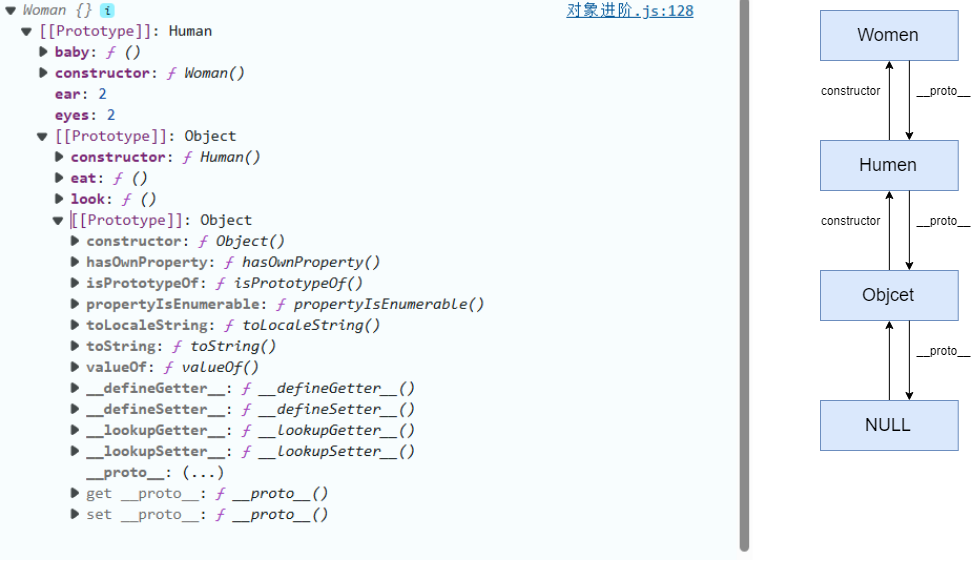 Woman {} i
对象进阶.js:128
[[Prototype]]: Human
baby: ƒ ()
constructor: ƒ Woman()
ear: 2
eyes: 2
[[Prototype]]: Object
constructor: ƒ Human()
eat: ƒ ()
look: ƒ ()
[[Prototype]]: Object
constructor: ƒ Object()
hasOwnProperty: ƒ hasOwnProperty()
isPrototypeOf: ƒ isPrototypeOf()
propertyIsEnumerable: ƒ propertyIsEnumerable()
toLocaleString: ƒ toLocaleString()
toString: ƒ toString()
valueOf: ƒ valueOf()
__defineGetter__: ƒ __defineGetter__()
__defineSetter__: ƒ __defineSetter__()
__lookupGetter__: ƒ __lookupGetter__()
__lookupSetter__: ƒ __lookupSetter__()
__proto__: (...)
get __proto__: ƒ __proto__()
set __proto__: ƒ __proto__()
Women
constructor
__proto__
Humen
constructor
__proto__
Objcet
__proto__
NULL